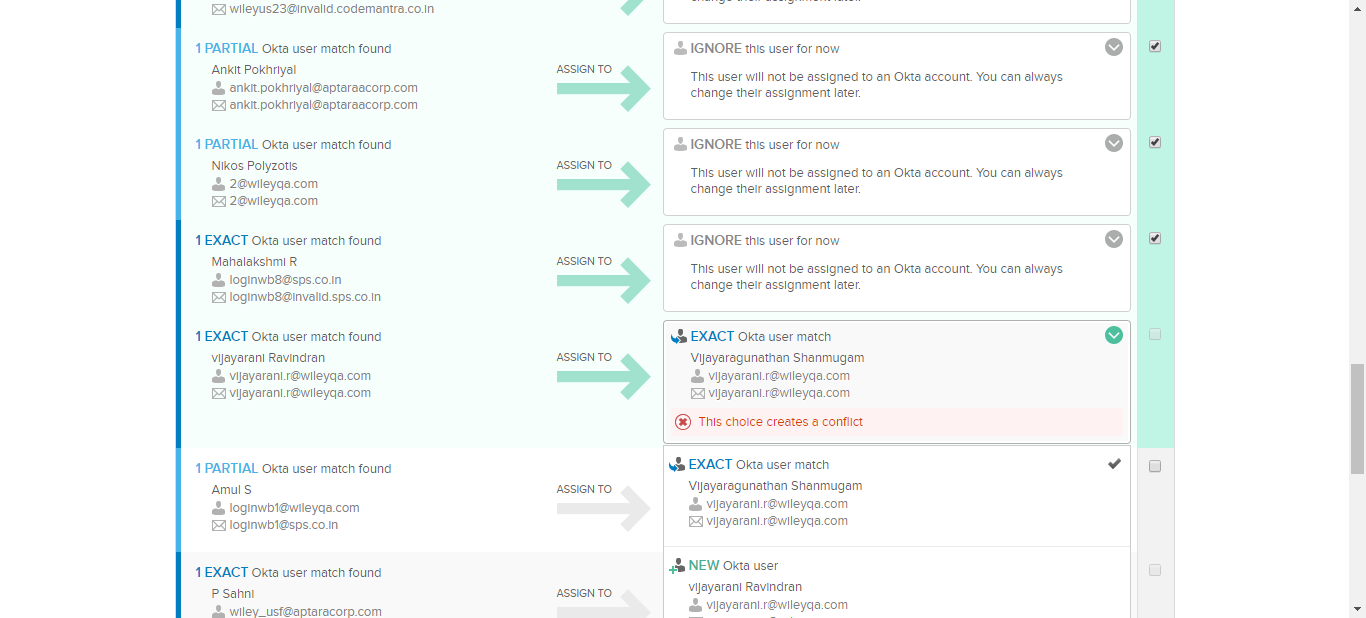 wileyus23@invalid.codemantra.co.in
1 PARTIAL Okta user match found
Ankit Pokhriyal
ankit.pokhriyal@aptaraacorp.com
ankit.pokhriyal@aptaraacorp.com
ASSIGN TO
IGNORE this user for now
This user will not be assigned to an Okta account. You can always
change their assignment later.
1 PARTIAL Okta user match found
Nikos Polyzotis
2@wileyqa.com
2@wileyqa.com
ASSIGN TO
IGNORE this user for now
This user will not be assigned to an Okta account. You can always
change their assignment later.
1 EXACT Okta user match found
Mahalakshmi R
loginwb8@sps.co.in
loginwb8@invalid.sps.co.in
ASSIGN TO
IGNORE this user for now
This user will not be assigned to an Okta account. You can always
change their assignment later.
1 EXACT Okta user match found
vijayarani Ravindran
vijayarani.r@wileyqa.com
vijayarani.r@wileyqa.com
ASSIGN TO
EXACT Okta user match
Vijayaragunathan Shanmugam
vijayarani.r@wileyqa.com
vijayarani.r@wileyqa.com
This choice creates a conflict
1 PARTIAL Okta user match found
Amul S
loginwb1@wileyqa.com
loginwb1@sps.co.in
ASSIGN TO
EXACT Okta user match
Vijayaragunathan Shanmugam
vijayarani.r@wileyqa.com
vijayarani.r@wileyqa.com
1 EXACT Okta user match found
P Sahni
wiley_usf@aptaracorp.com
ASSIGN TO
NEW Okta user
vijayarani Ravindran
vijayarani.r@wileyqa.com